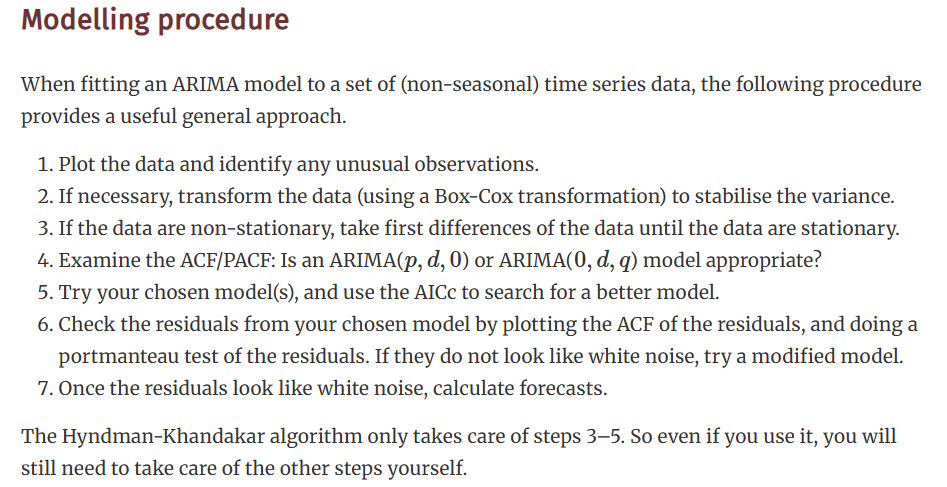 Modelling procedure
When fitting an ARIMA model to a set of (non-seasonal) time series data, the following procedure
provides a useful general approach.
1. Plot the data and identify any unusual observations.
2. If necessary, transform the data (using a Box-Cox transformation) to stabilise the variance.
3. If the data are non-stationary, take first differences of the data until the data are stationary.
4. Examine the ACF/PACF: Is an ARIMA(p, d, 0) or ARIMA(0, d, q) model appropriate?
5. Try your chosen model(s), and use the AICc to search for a better model.
6. Check the residuals from your chosen model by plotting the ACF of the residuals, and doing a
portmanteau test of the residuals. If they do not look like white noise, try a modified model.
7. Once the residuals look like white noise, calculate forecasts.
The Hyndman-Khandakar algorithm only takes care of steps 3–5. So even if you use it, you will
still need to take care of the other steps yourself.